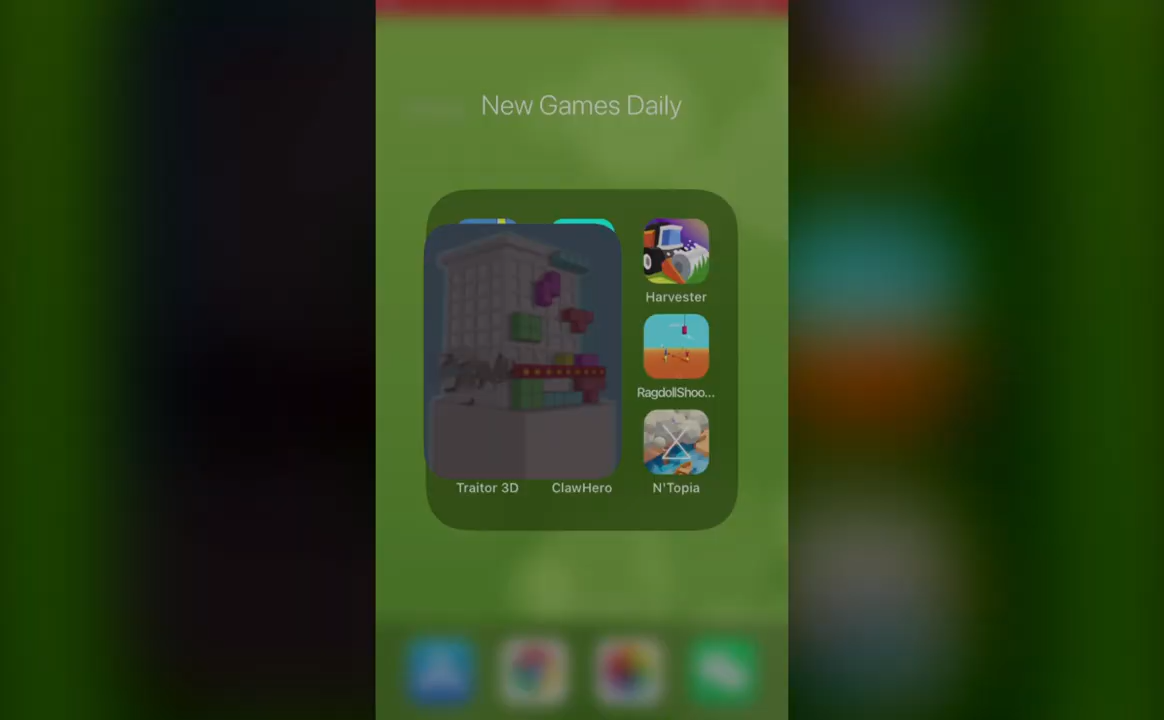 New Games Daily
Harvester
RagdollShoo...
Traitor 3D
ClawHero
N'Topia